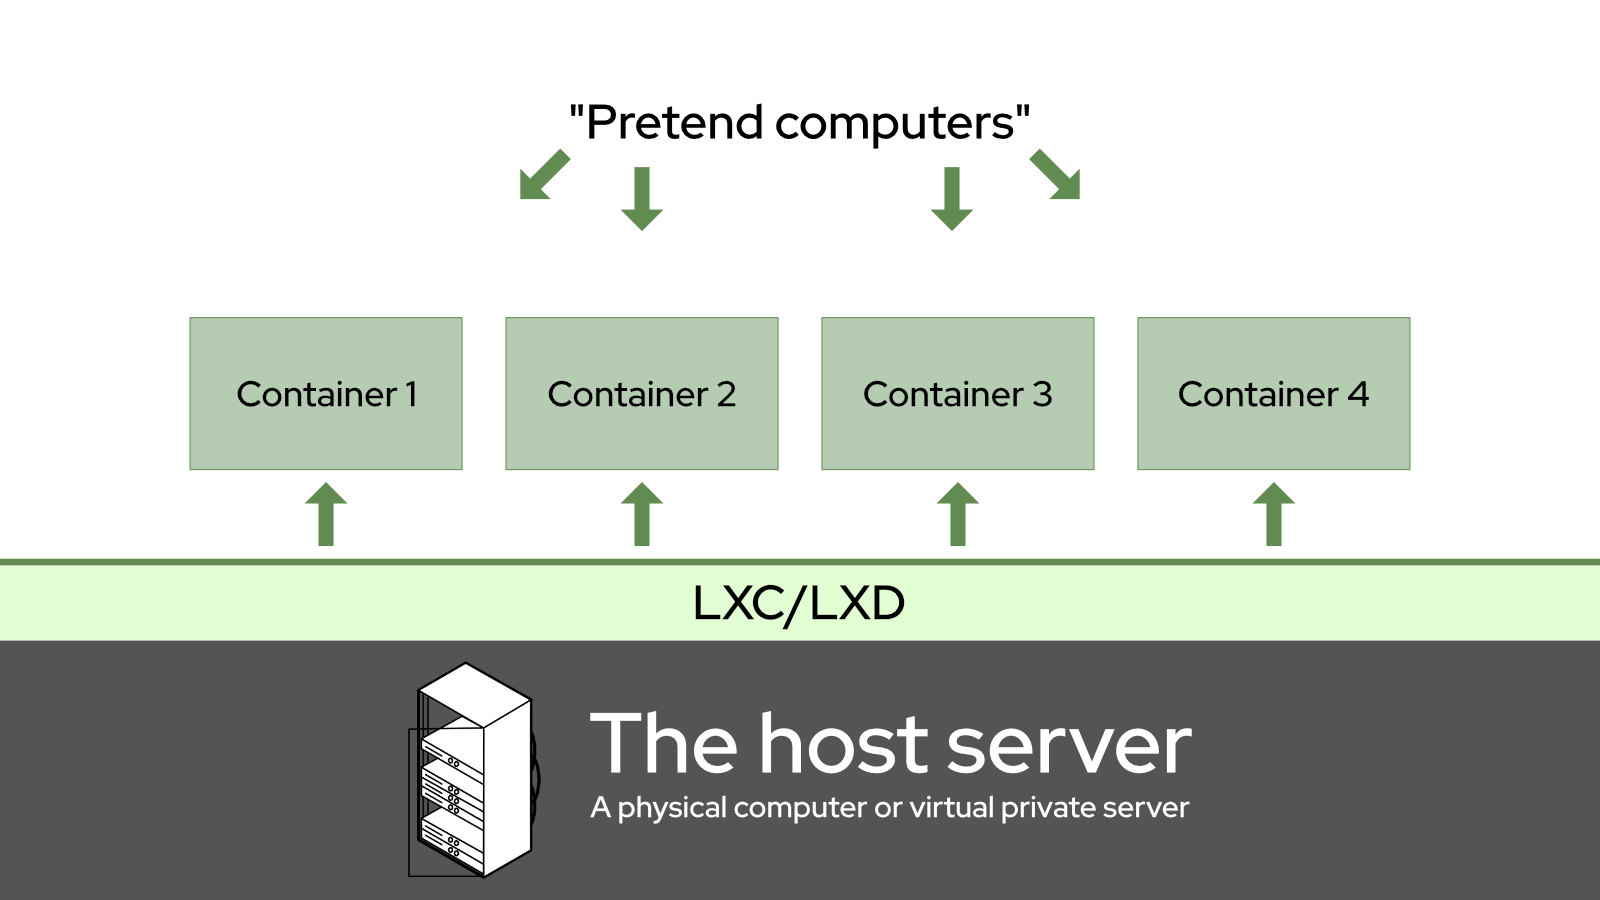 "Pretend computers"
Container 1
Container 2
Container 3
Container 4
LXC/LXD
The host server
A physical computer or virtual private server